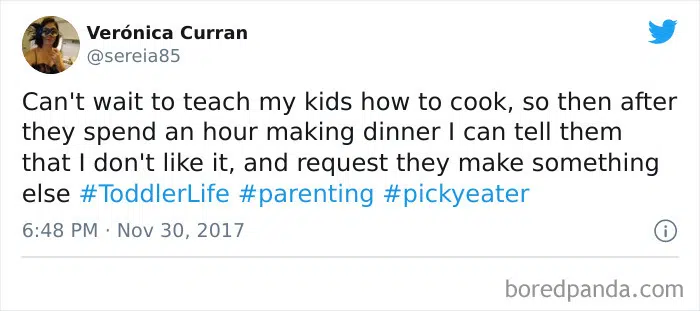 Verónica Curran
@sereia85
Can't wait to teach my kids how to cook, so then after
they spend an hour making dinner I can tell them
that I don't like it, and request they make something
else #ToddlerLife #parenting #pickyeater
6:48 PM · Nov 30, 2017
boredpanda.com